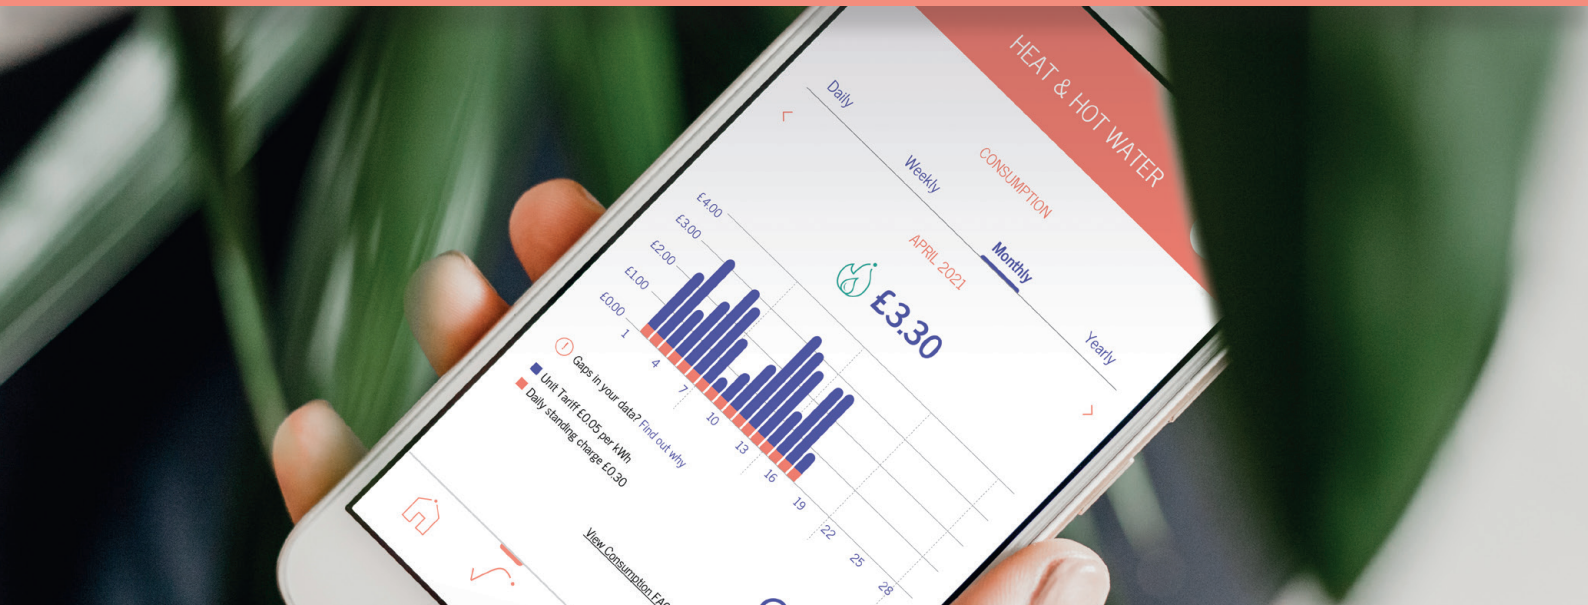 HEAT & HOT WATER
CONSUMPTION
Daily
Weekly
Monthly
Yearly
<
APRIL 2021
>
£3.30
£4.00
£3.00
£2.00
£1.00
£0.00
1 4 7 10 13 16 19 22 25 28
! Gaps in your data? Find out why
Unit Tariff £0.05 per kWh
Daily standing charge £0.30
View Consumption FAQ